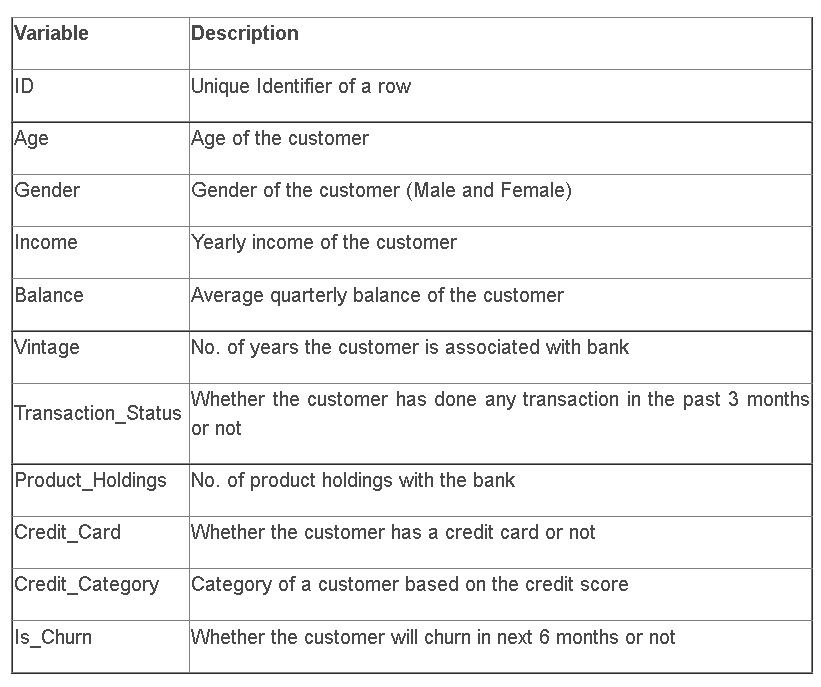 Variable Description
ID Unique Identifier of a row
Age Age of the customer
Gender Gender of the customer (Male and Female)
Income Yearly income of the customer
Balance Average quarterly balance of the customer
Vintage No. of years the customer is associated with bank
Transaction_Status Whether the customer has done any transaction in the past 3 months
or not
Product_Holdings No. of product holdings with the bank
Credit_Card Whether the customer has a credit card or not
Credit_Category Category of a customer based on the credit score
Is_Churn Whether the customer will churn in next 6 months or not